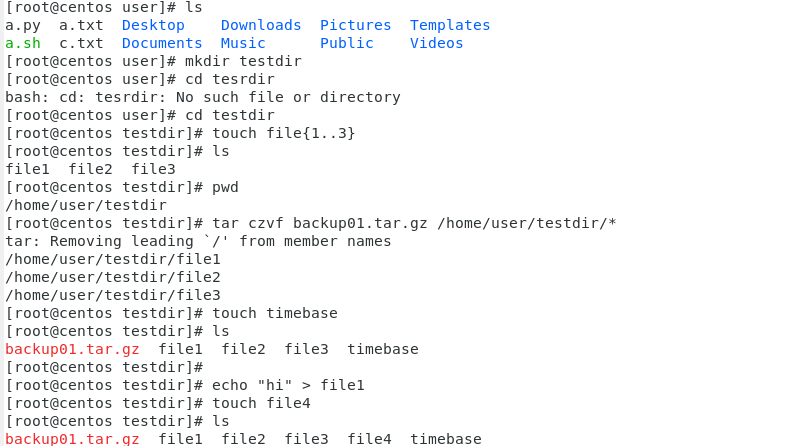 [root@centos user]# ls
a.py  a.txt  Desktop    Downloads  Pictures  Templates
a.sh  c.txt  Documents  Music      Public    Videos
[root@centos user]# mkdir testdir
[root@centos user]# cd tesrdir
bash: cd: tesrdir: No such file or directory
[root@centos user]# cd testdir
[root@centos testdir]# touch file{1..3}
[root@centos testdir]# ls
file1  file2  file3
[root@centos testdir]# pwd
/home/user/testdir
[root@centos testdir]# tar czvf backup01.tar.gz /home/user/testdir/*
tar: Removing leading `/' from member names
/home/user/testdir/file1
/home/user/testdir/file2
/home/user/testdir/file3
[root@centos testdir]# touch timebase
[root@centos testdir]# ls
backup01.tar.gz  file1  file2  file3  timebase
[root@centos testdir]#
[root@centos testdir]# echo "hi" > file1
[root@centos testdir]# touch file4
[root@centos testdir]# ls
backup01.tar.gz  file1  file2  file3  file4  timebase